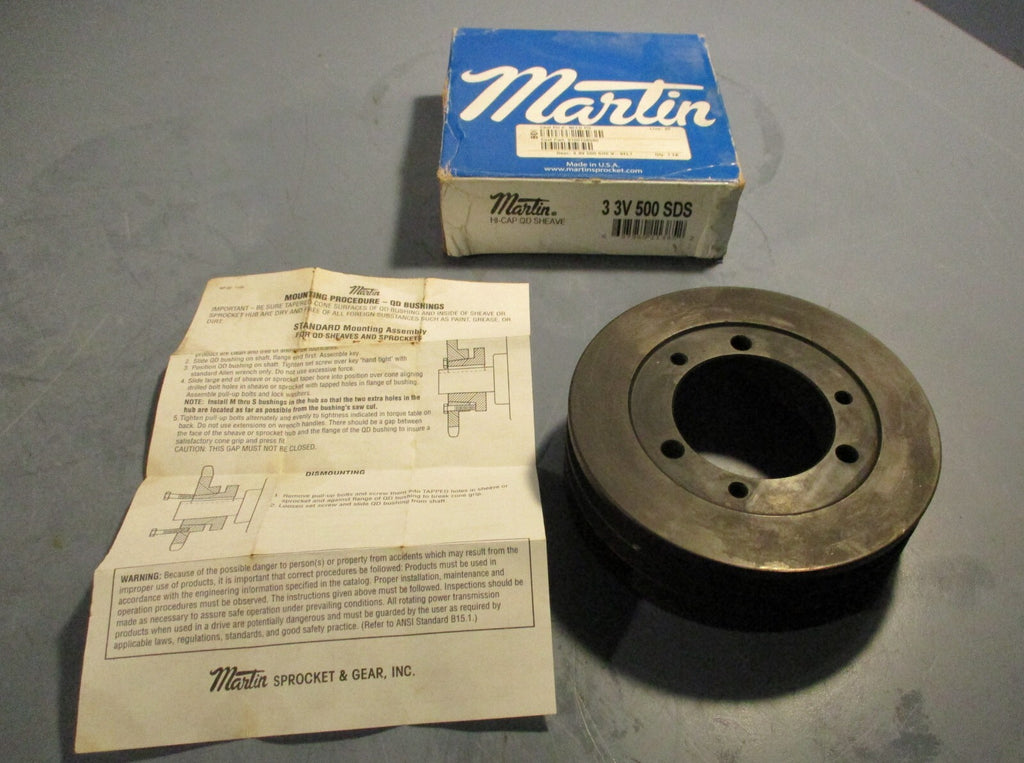 Martin
Made in U.S.A.
www.martinsprocket.com
Martin
HI-CAP QD SHEAVE
3 3V 500 SDS
Martin
MOUNTING PROCEDURE – QD BUSHINGS
IMPORTANT – BE SURE TAPERED CONE SURFACES OF QD BUSHING AND INSIDE OF SHEAVE OR
SPROCKET HUB ARE DRY AND FREE OF ALL FOREIGN SUBSTANCES SUCH AS PAINT, GREASE, OR
DIRT.
STANDARD Mounting Assembly
FOR QD SHEAVES AND SPROCKETS
product are clean and free of
2. Slide QD bushing on shaft, flange end first. Assemble key.
3. Position QD bushing on shaft. Tighten set screw over key "hand tight" with
standard Allen wrench only. Do not use excessive force.
4. Slide large end of sheave or sprocket taper bore into position over cone aligning
drilled bolt holes in sheave or sprocket with tapped holes in flange of bushing.
Assemble pull-up bolts and lock washers.
NOTE: Install M thru S bushings in the hub so that the two extra holes in the
hub are located as far as possible from the bushing's saw cut.
5. Tighten pull-up bolts alternately and evenly to tightness indicated in torque table on
back. Do not use extensions on wrench handles. There should be a gap between
the face of the sheave or sprocket hub and the flange of the QD bushing to insure a
satisfactory cone grip and press fit.
CAUTION: THIS GAP MUST NOT BE CLOSED.
DISMOUNTING
1. Remove pull-up bolts and screw them into TAPPED holes in sheave or
sprocket and against flange of QD bushing to break cone grip.
2. Loosen set screw and slide QD bushing from shaft.
WARNING: Because of the possible danger to person(s) or property from accidents which may result from the
improper use of products, it is important that correct procedures be followed: Products must be used in
accordance with the engineering information specified in the catalog. Proper installation, maintenance and
operation procedures must be observed. The instructions given above must be followed. Inspections should be
made as necessary to assure safe operation under prevailing conditions. All rotating power transmission
products when used in a drive are potentially dangerous and must be guarded by the user as required by
applicable laws, regulations, standards, and good safety practice. (Refer to ANSI Standard B15.1.)
Martin SPROCKET & GEAR, INC.